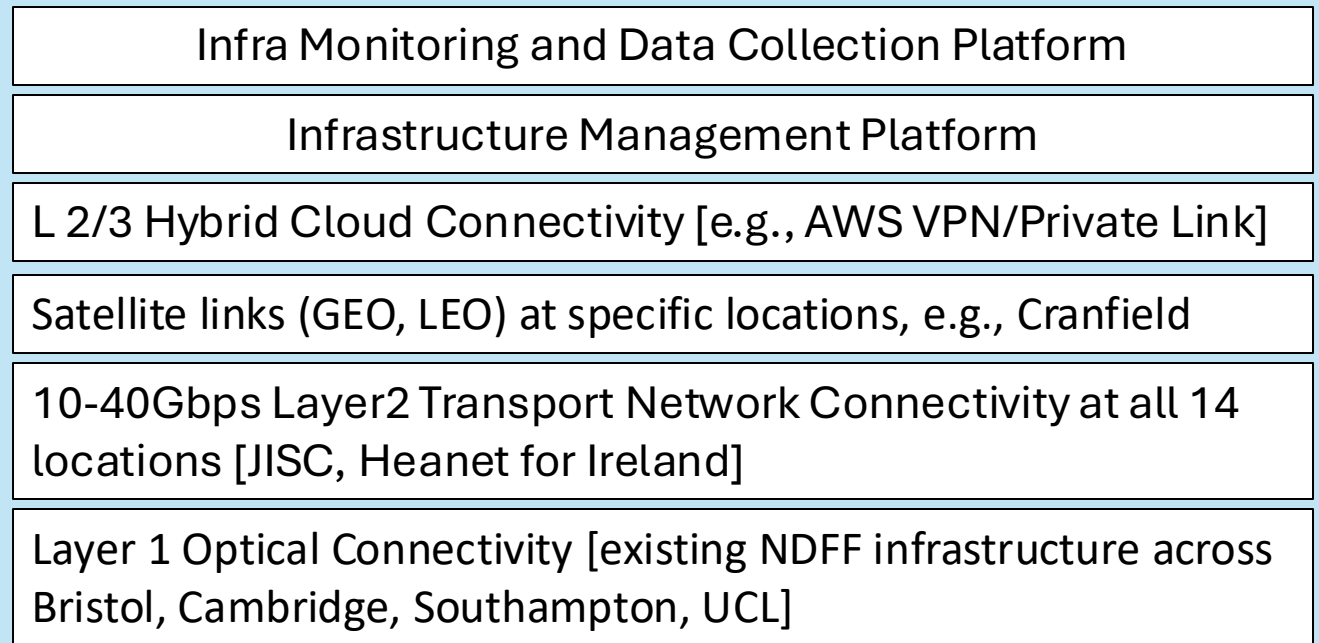 Infra Monitoring and Data Collection Platform
Infrastructure Management Platform
L 2/3 Hybrid Cloud Connectivity [e.g., AWS VPN/Private Link]
Satellite links (GEO, LEO) at specific locations, e.g., Cranfield
10-40Gbps Layer2 Transport Network Connectivity at all 14
locations [JISC, Heanet for Ireland]
Layer 1 Optical Connectivity [existing NDFF infrastructure across
Bristol, Cambridge, Southampton, UCL]